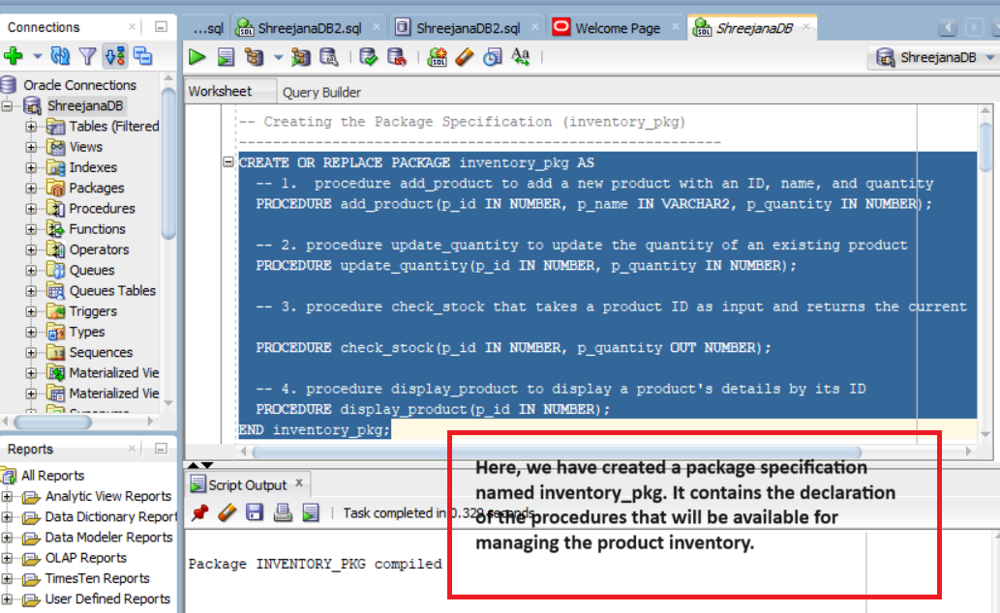 Connections
...sql
ShreejanaDB2.sql
ShreejanaDB2.sql
Welcome Page
ShreejanaDB
SQL
Aa
ShreejanaDB
Oracle Connections
ShreejanaDB
Tables (Filtered
Views
Indexes
Packages
Procedures
Functions
Operators
Queues
Queues Tables
Triggers
Types
Sequences
Materialized Vie
Materialized Vie
Worksheet
Query Builder
-- Creating the Package Specification (inventory_pkg)
CREATE OR REPLACE PACKAGE inventory_pkg AS
-- 1.  procedure add_product to add a new product with an ID, name, and quantity
PROCEDURE add_product(p_id IN NUMBER, p_name IN VARCHAR2, p_quantity IN NUMBER);
-- 2. procedure update_quantity to update the quantity of an existing product
PROCEDURE update_quantity(p_id IN NUMBER, p_quantity IN NUMBER);
-- 3. procedure check_stock that takes a product ID as input and returns the current
PROCEDURE check_stock(p_id IN NUMBER, p_quantity OUT NUMBER);
-- 4. procedure display_product to display a product's details by its ID
PROCEDURE display_product(p_id IN NUMBER);
END inventory_pkg;
Reports
All Reports
Analytic View Reports
Data Dictionary Report
Data Modeler Reports
OLAP Reports
TimesTen Reports
User Defined Reports
Script Output
Task completed in 0.329 seconds
Package INVENTORY_PKG compiled
Here, we have created a package specification
named inventory_pkg. It contains the declaration
of the procedures that will be available for
managing the product inventory.